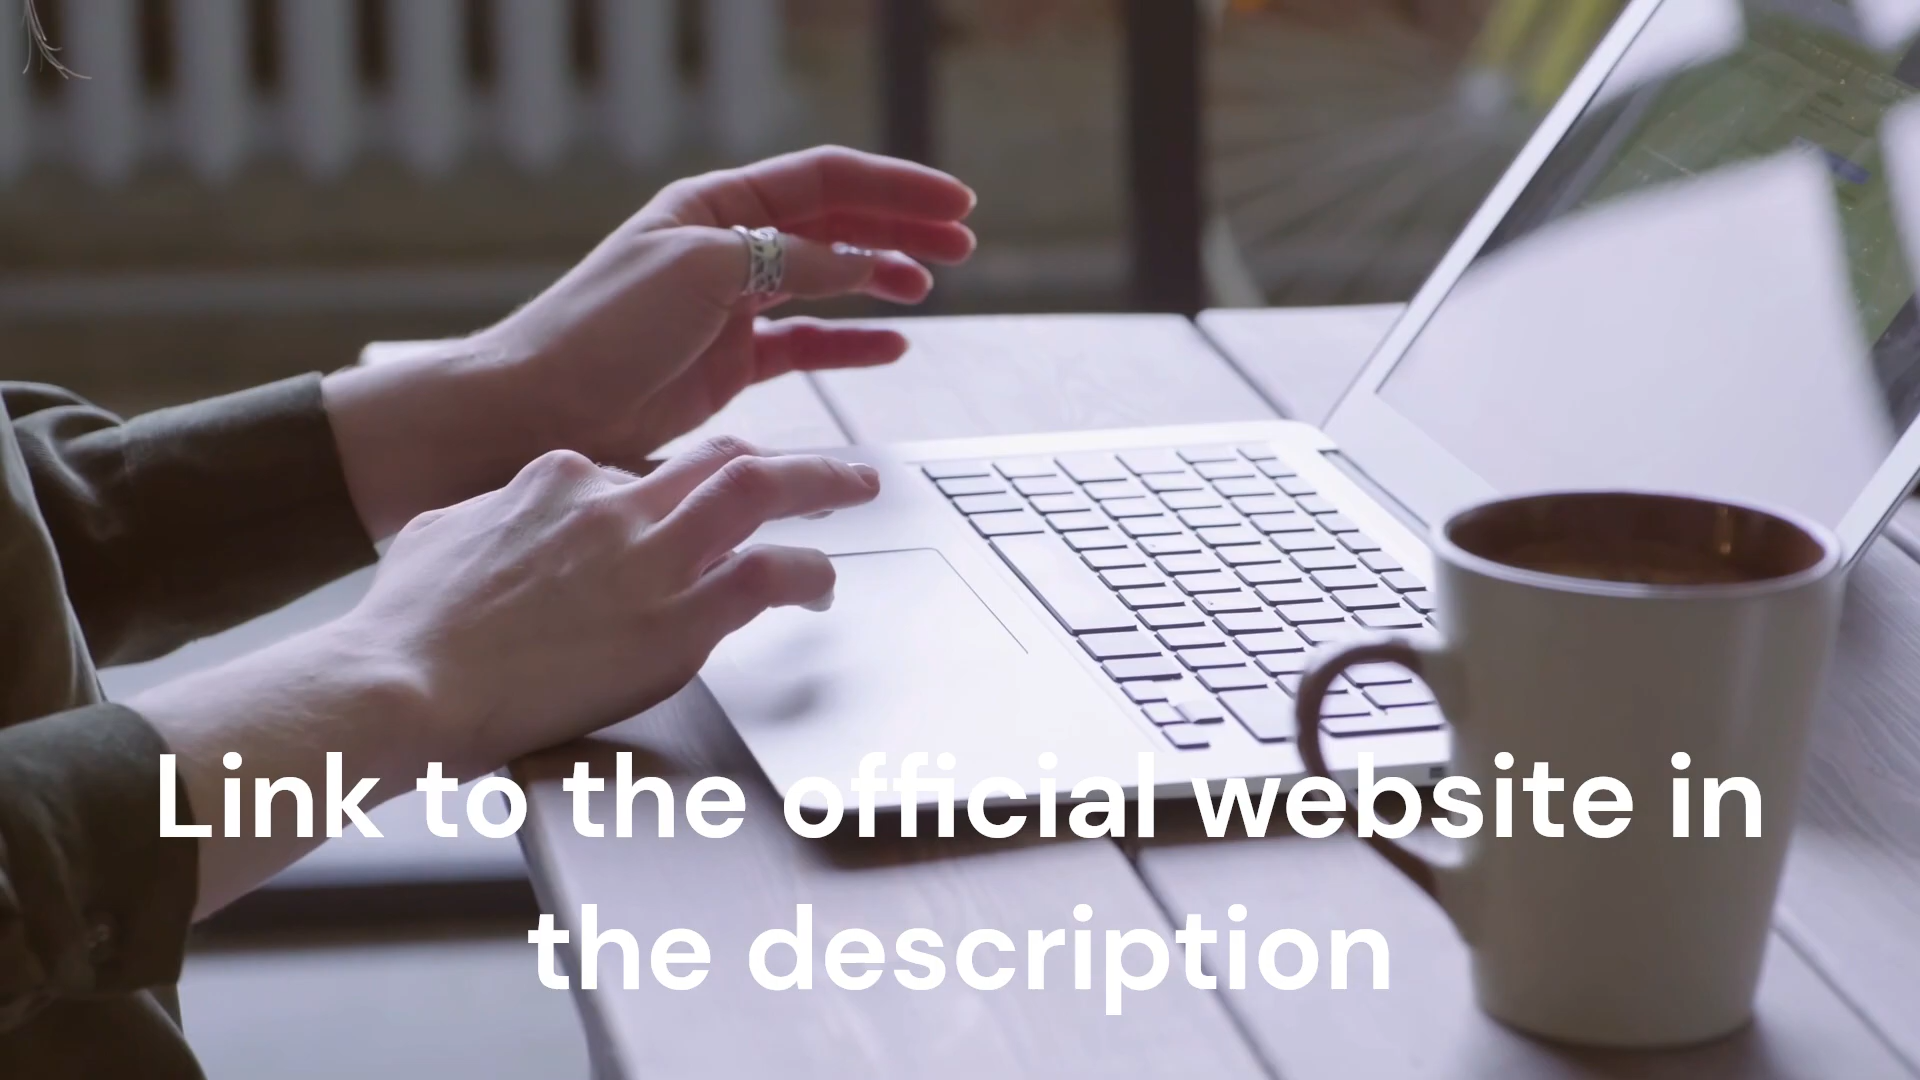 Link to the official website in
the description